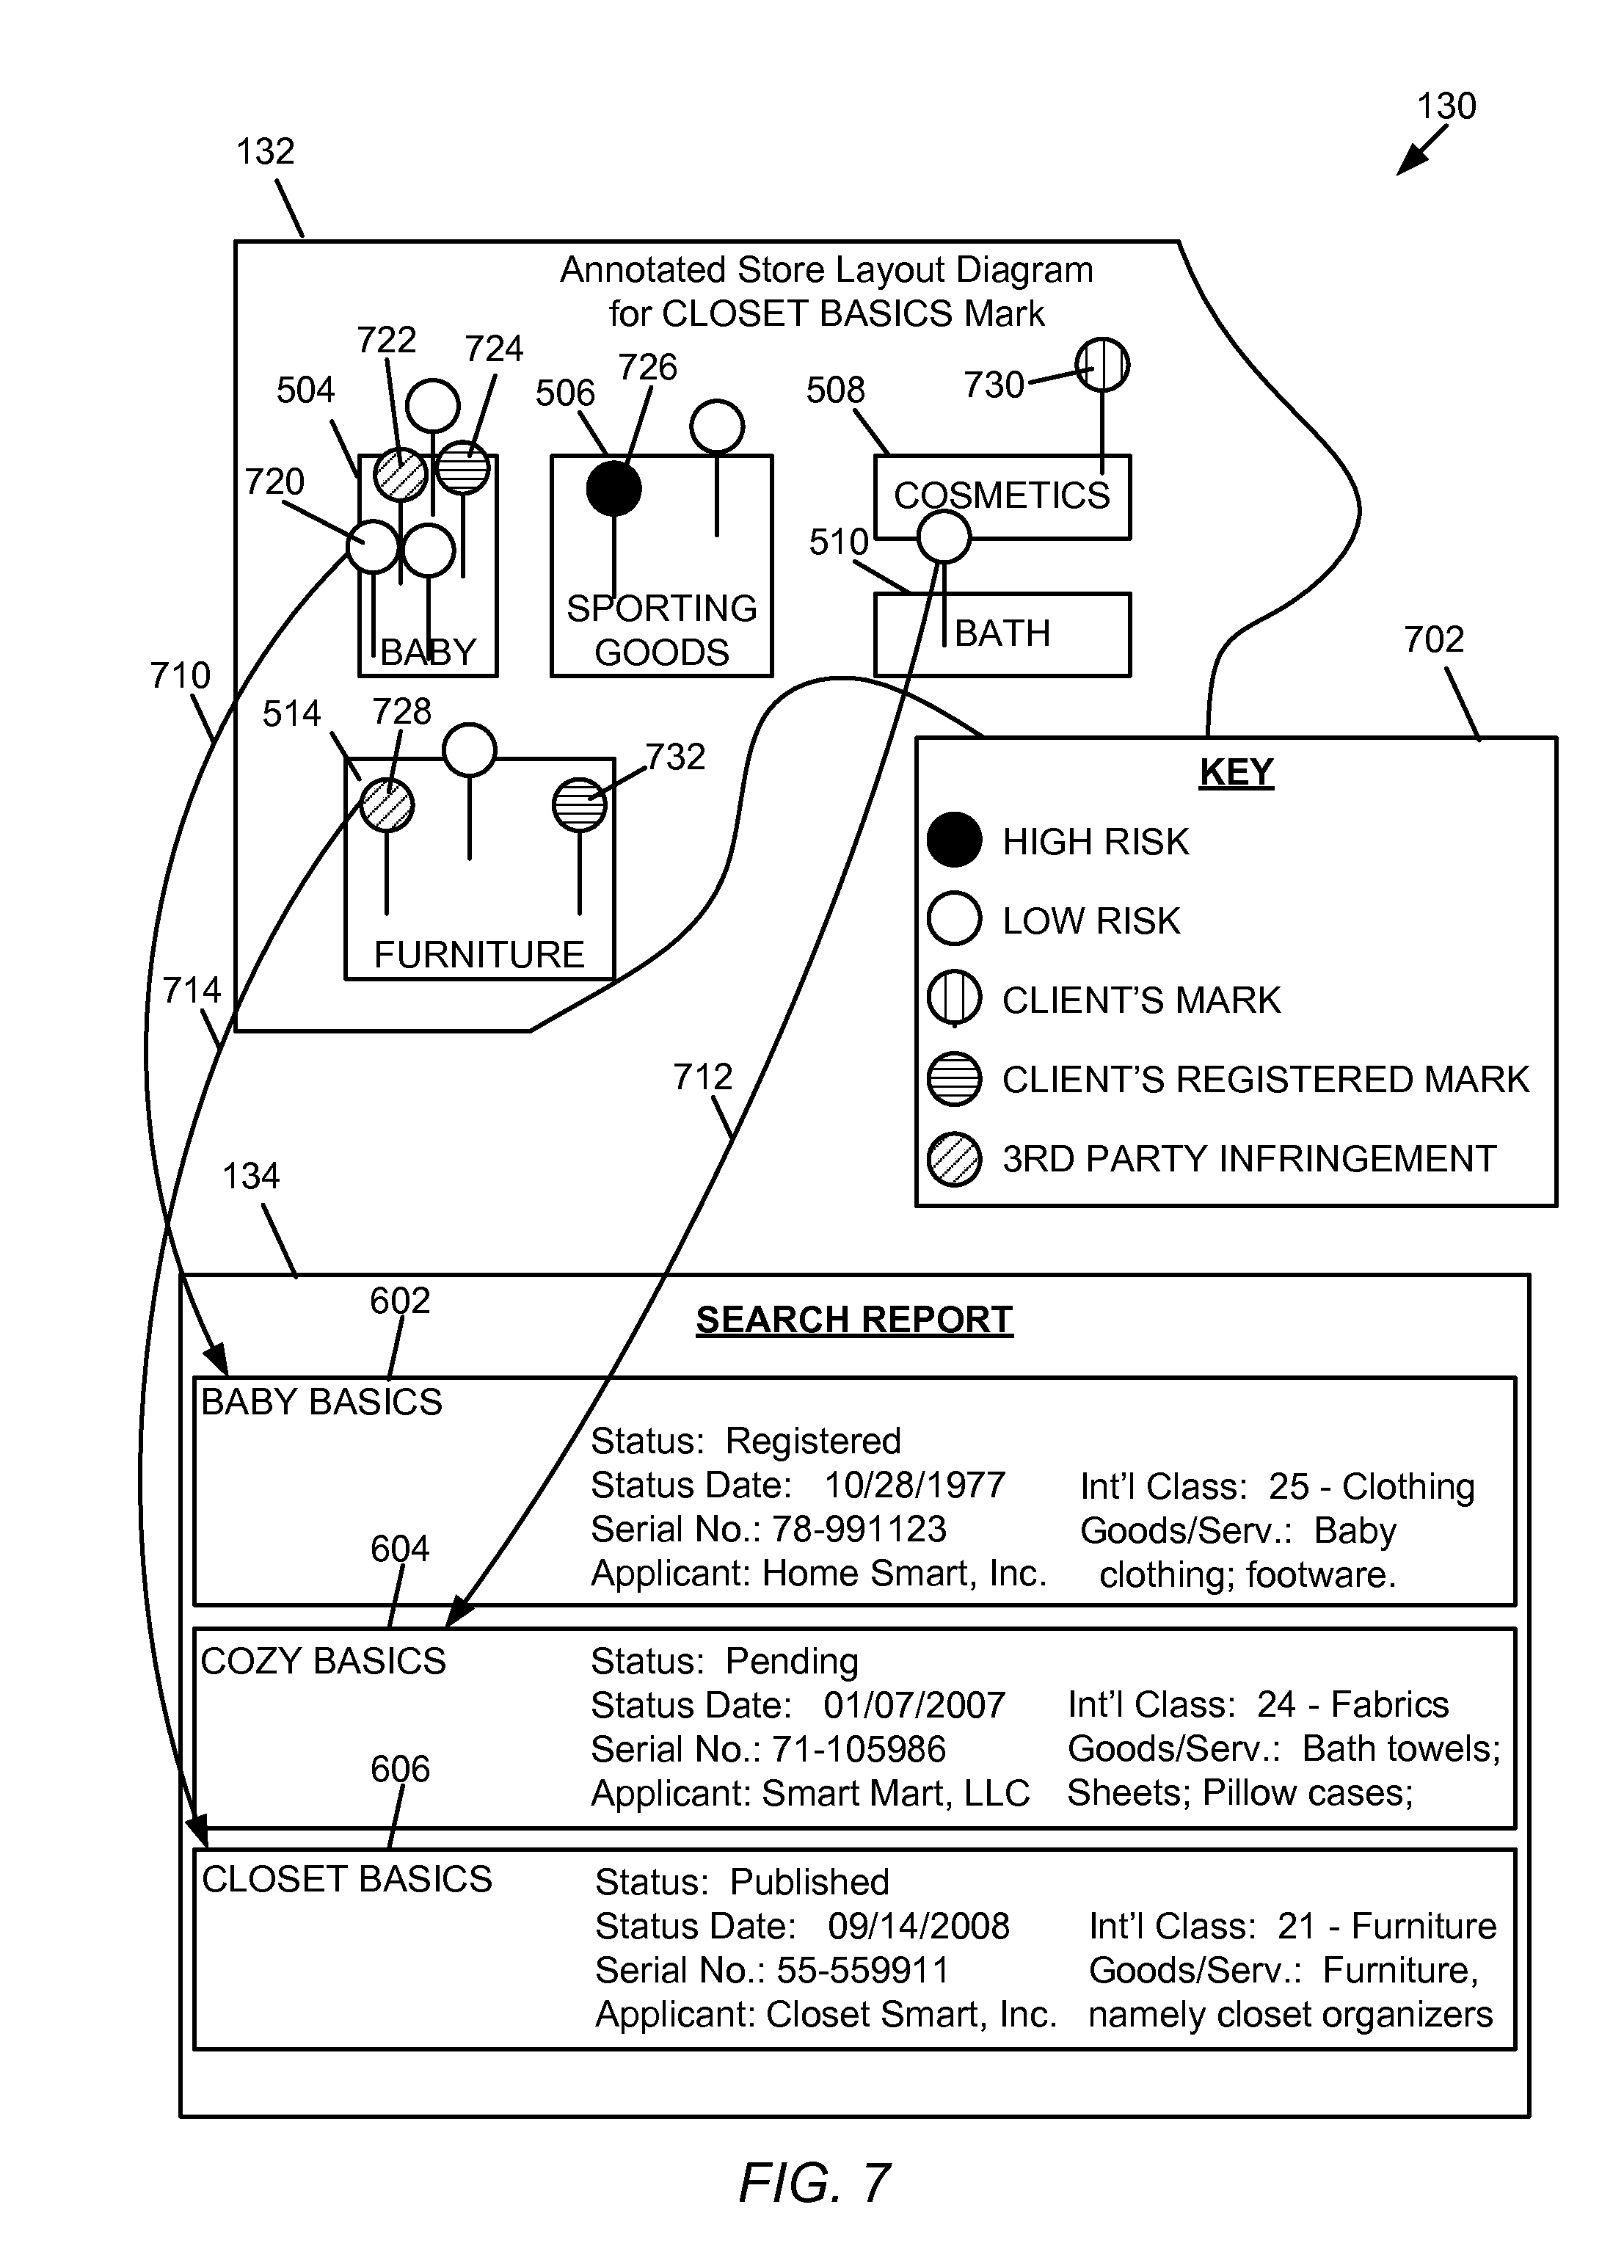 130
132
Annotated Store Layout Diagram
for CLOSET BASICS Mark
722
724
726
504
506
508
730
720
COSMETICS
510
SPORTING
GOODS
BATH
BABY
702
710
514
728
732
KEY
HIGH RISK
LOW RISK
FURNITURE
714
CLIENT'S MARK
712
CLIENT'S REGISTERED MARK
3RD PARTY INFRINGEMENT
134
602
SEARCH REPORT
BABY BASICS
Status: Registered
Status Date: 10/28/1977 Int'l Class: 25 - Clothing
Serial No.: 78-991123 Goods/Serv.: Baby
604
Applicant: Home Smart, Inc. clothing; footware.
COZY BASICS Status: Pending
Status Date: 01/07/2007 Int'l Class: 24 - Fabrics
Serial No.: 71-105986 Goods/Serv.: Bath towels;
606
Applicant: Smart Mart, LLC Sheets; Pillow cases;
CLOSET BASICS Status: Published
Status Date: 09/14/2008 Int'l Class: 21 - Furniture
Serial No.: 55-559911 Goods/Serv.: Furniture,
Applicant: Closet Smart, Inc. namely closet organizers
FIG. 7